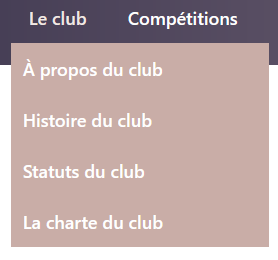 Le club Compétitions
À propos du club
Histoire du club
Statuts du club
La charte du club